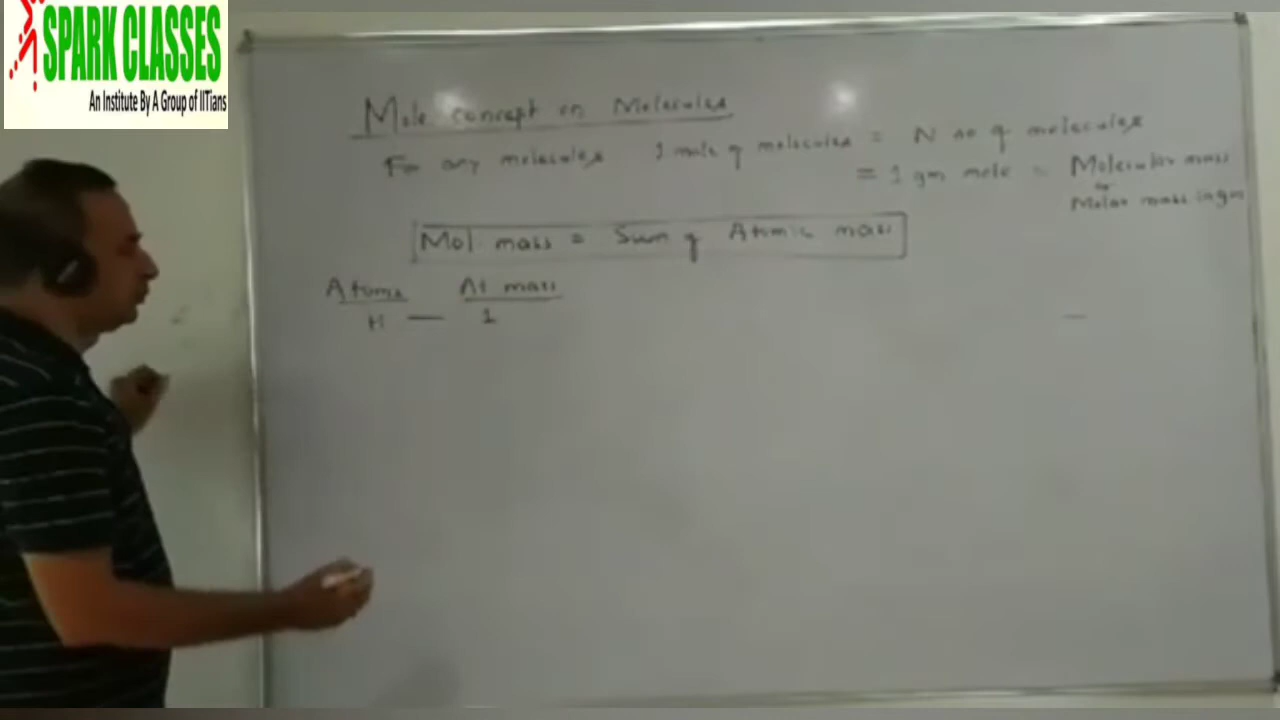 SPARK CLASSES
An Institute By A Group of IITians
Mole concept on Molecules
For any molecules 1 mole of molecules = N no of molecules
= 1 gm mole = Molecular mass
or
Molar mass in gm
Mol. mass = Sum of Atomic mass
Atoms At mass
H — 1